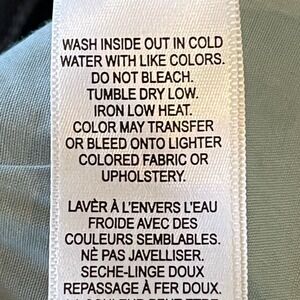 WASH INSIDE OUT IN COLD
WATER WITH LIKE COLORS.
DO NOT BLEACH.
TUMBLE DRY LOW.
IRON LOW HEAT.
COLOR MAY TRANSFER
OR BLEED ONTO LIGHTER
COLORED FABRIC OR
UPHOLSTERY.
LAVÈR À L'ENVERS L'EAU
FROIDE AVEC DES
COULEURS SEMBLABLES.
NÈ PAS JAVELLISER.
SECHE-LINGE DOUX
REPASSAGE À FER DOUX.